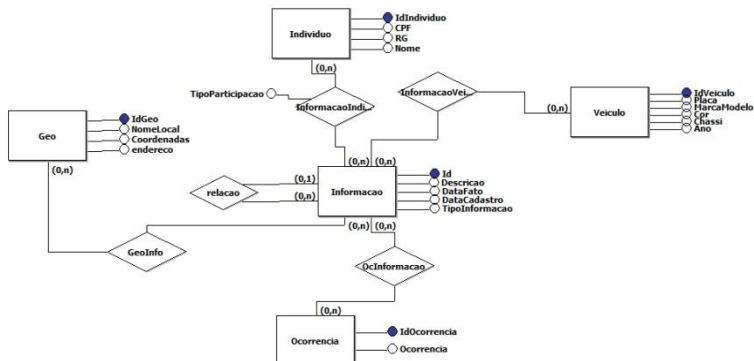 IdIndividuo
CPF
RG
Nome
Individuo
(0,n)
TipoParticipacao
InformacaoIndi...
InformacaoVei...
(0,n)
Veiculo
IdVeiculo
Placa
MarcaModelo
Cor
Chassi
Ano
Geo
IdGeo
NomeLocal
Coordenadas
endereco
(0,n)
(0,n) (0,n)
relacao
(0,1)
(0,n)
Informacao
Id
Descricao
DataFato
DataCadastro
TipoInformacao
(0,n) (0,n)
GeoInfo
OcInformacao
(0,n)
Ocorrencia
IdOcorrencia
Ocorrencia